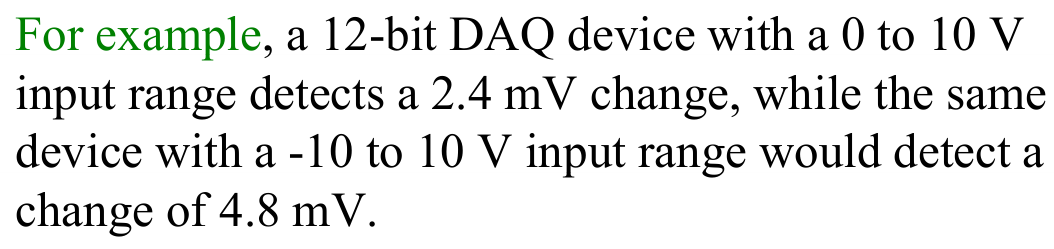 For example, a 12-bit DAQ device with a 0 to 10 V
input range detects a 2.4 mV change, while the same
device with a -10 to 10 V input range would detect a
change of 4.8 mV.